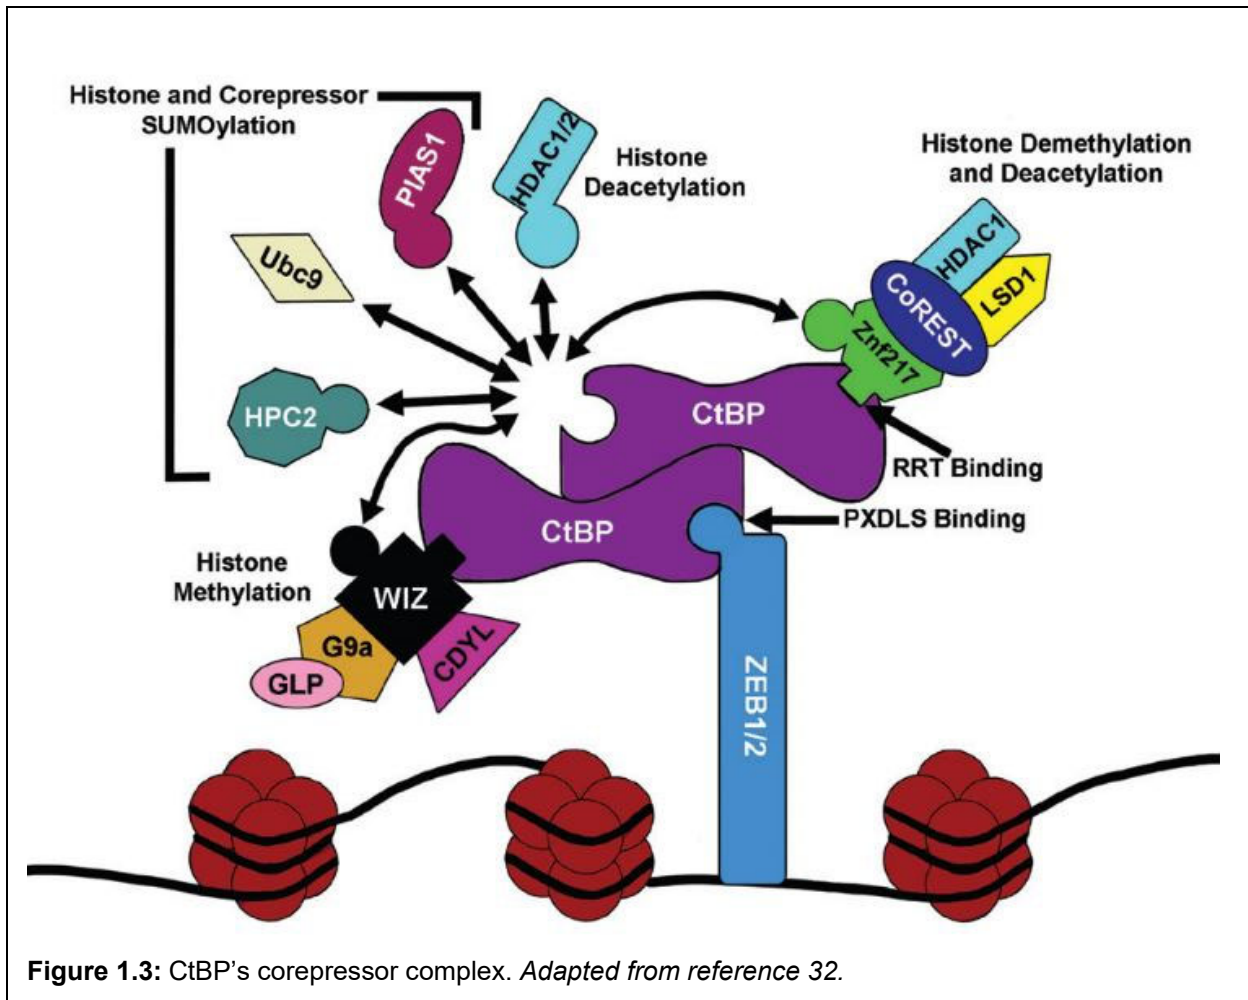 Histone and Corepressor
SUMOylation
PIAS1
HDAC1/2
Histone
Deacetylation
Histone Demethylation
and Deacetylation
Ubc9
HDAC1
LSD1
CoREST
Znf217
HPC2
CtBP
RRT Binding
CtBP
PXDLS Binding
Histone
Methylation
WIZ
G9a
CDYL
GLP
ZEB1/2
Figure 1.3: CtBP’s corepressor complex. Adapted from reference 32.